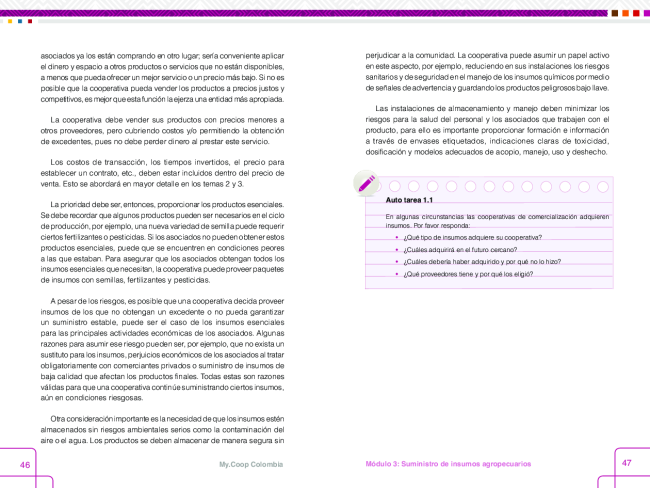 asociados ya los están comprando en otro lugar; sería conveniente aplicar
el dinero y espacio a otros productos o servicios que no están disponibles,
a menos que pueda ofrecer un mejor servicio o un precio más bajo. Si no es
posible que la cooperativa pueda vender los productos a precios justos y
competitivos, es mejor que esta función la ejerza una entidad más apropiada.
La cooperativa debe vender sus productos con precios menores a
otros proveedores, pero cubriendo costos y/o permitiendo la obtención
de excedentes, pues no debe perder dinero al prestar este servicio.
Los costos de transacción, los tiempos invertidos, el precio para
establecer un contrato, etc., deben estar incluidos dentro del precio de
venta. Esto se abordará en mayor detalle en los temas 2 y 3.
La prioridad debe ser, entonces, proporcionar los productos esenciales.
Se debe recordar que algunos productos pueden ser necesarios en el ciclo
de producción, por ejemplo, una nueva variedad de semilla puede requerir
ciertos fertilizantes o pesticidas. Si los asociados no pueden obtener estos
productos esenciales, puede que se encuentren en condiciones peores
a las que estaban. Para asegurar que los asociados obtengan todos los
insumos esenciales que necesitan, la cooperativa puede proveer paquetes
de insumos con semillas, fertilizantes y pesticidas.
A pesar de los riesgos, es posible que una cooperativa decida proveer
insumos de los que no obtengan un excedente o no pueda garantizar
un suministro estable, puede ser el caso de los insumos esenciales
para las principales actividades económicas de los asociados. Algunas
razones para asumir ese riesgo pueden ser, por ejemplo, que no exista un
sustituto para los insumos, perjuicios económicos de los asociados al tratar
obligatoriamente con comerciantes privados o suministro de insumos de
baja calidad que afectan los productos finales. Todas estas son razones
válidas para que una cooperativa continúe suministrando ciertos insumos,
aún en condiciones riesgosas.
Otra consideración importante es la necesidad de que los insumos estén
almacenados sin riesgos ambientales serios como la contaminación del
aire o el agua. Los productos se deben almacenar de manera segura sin
46
My.Coop Colombia
perjudicar a la comunidad. La cooperativa puede asumir un papel activo
en este aspecto, por ejemplo, reduciendo en sus instalaciones los riesgos
sanitarios y de seguridad en el manejo de los insumos químicos por medio
de señales de advertencia y guardando los productos peligrosos bajo llave.
Las instalaciones de almacenamiento y manejo deben minimizar los
riesgos para la salud del personal y los asociados que trabajen con el
producto, para ello es importante proporcionar formación e información
a través de envases etiquetados, indicaciones claras de toxicidad,
dosificación y modelos adecuados de acopio, manejo, uso y deshecho.
Auto tarea 1.1
En algunas circunstancias las cooperativas de comercialización adquieren
insumos. Por favor responda:
• ¿Qué tipo de insumos adquiere su cooperativa?
• ¿Cuáles adquirirá en el futuro cercano?
• ¿Cuáles debería haber adquirido y por qué no lo hizo?
• ¿Qué proveedores tiene y por qué los eligió?
Módulo 3: Suministro de insumos agropecuarios
47